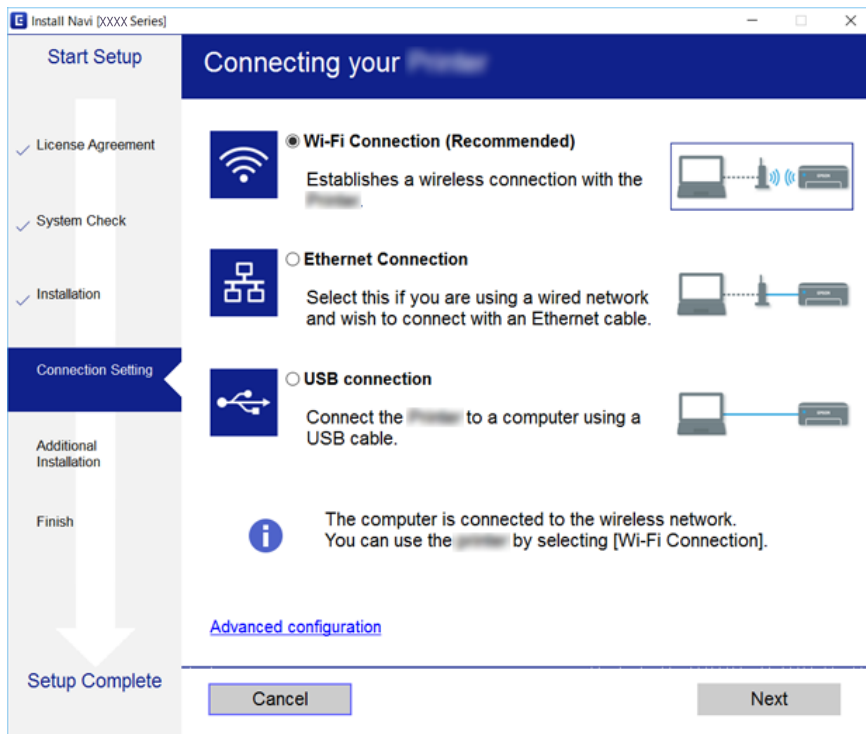 Install Navi [XXXX Series]
Start Setup
License Agreement
System Check
Installation
Connection Setting
Additional
Installation
Finish
Setup Complete
Connecting your
Wi-Fi Connection (Recommended)
Establishes a wireless connection with the
.
Ethernet Connection
Select this if you are using a wired network
and wish to connect with an Ethernet cable.
USB connection
Connect the to a computer using a
USB cable.
The computer is connected to the wireless network.
You can use the by selecting [Wi-Fi Connection].
Advanced configuration
Cancel
Next